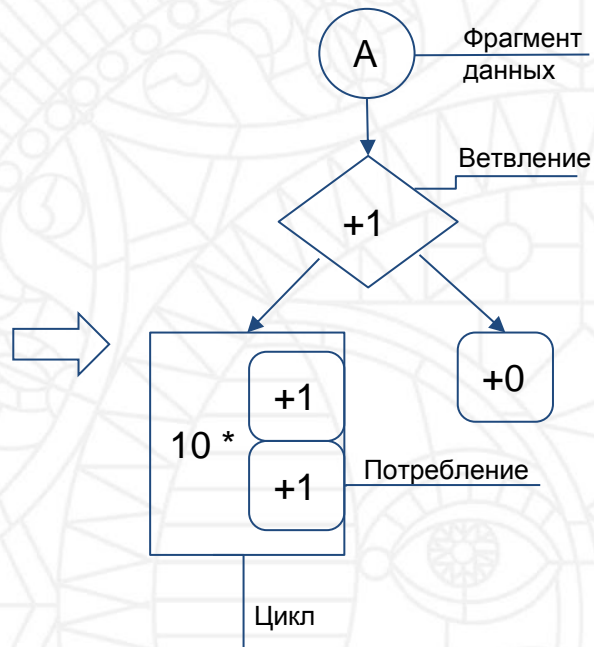 A
Фрагмент
данных
Ветвление
+1
+1
10 *
+1
+0
Потребление
Цикл